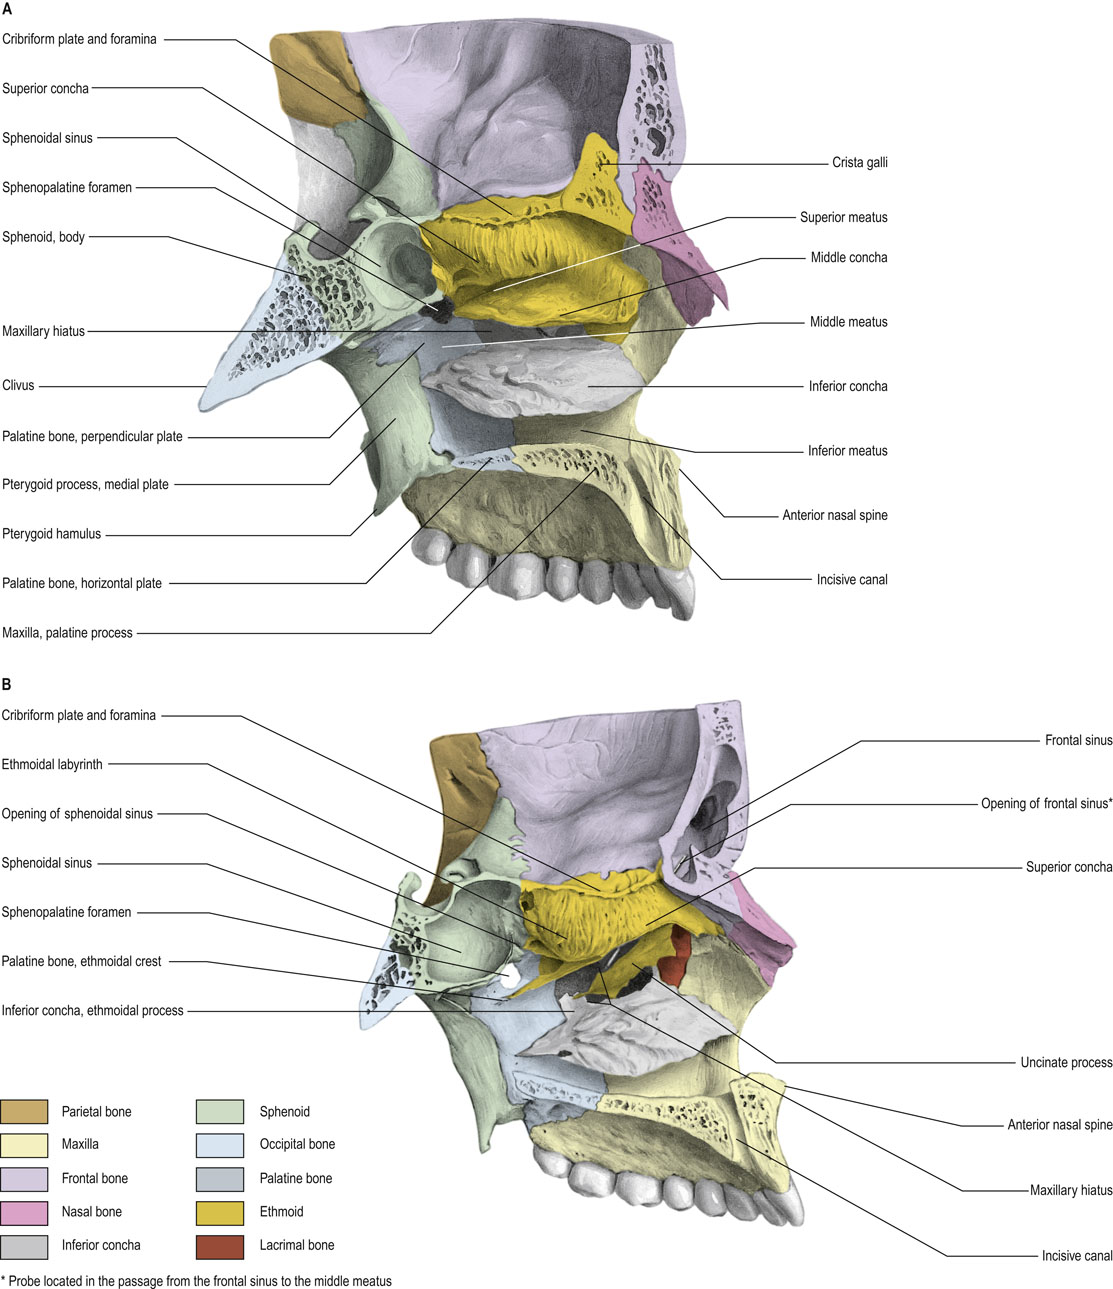 A
Cribriform plate and foramina
Superior concha
Sphenoidal sinus
Sphenopalatine foramen
Sphenoid, body
Maxillary hiatus
Clivus
Palatine bone, perpendicular plate
Pterygoid process, medial plate
Pterygoid hamulus
Palatine bone, horizontal plate
Maxilla, palatine process
Crista galli
Superior meatus
Middle concha
Middle meatus
Inferior concha
Inferior meatus
Anterior nasal spine
Incisive canal
B
Cribriform plate and foramina
Ethmoidal labyrinth
Opening of sphenoidal sinus
Sphenoidal sinus
Sphenopalatine foramen
Palatine bone, ethmoidal crest
Inferior concha, ethmoidal process
Frontal sinus
Opening of frontal sinus*
Superior concha
Uncinate process
Anterior nasal spine
Maxillary hiatus
Incisive canal
Parietal bone
Maxilla
Frontal bone
Nasal bone
Inferior concha
Sphenoid
Occipital bone
Palatine bone
Ethmoid
Lacrimal bone
* Probe located in the passage from the frontal sinus to the middle meatus